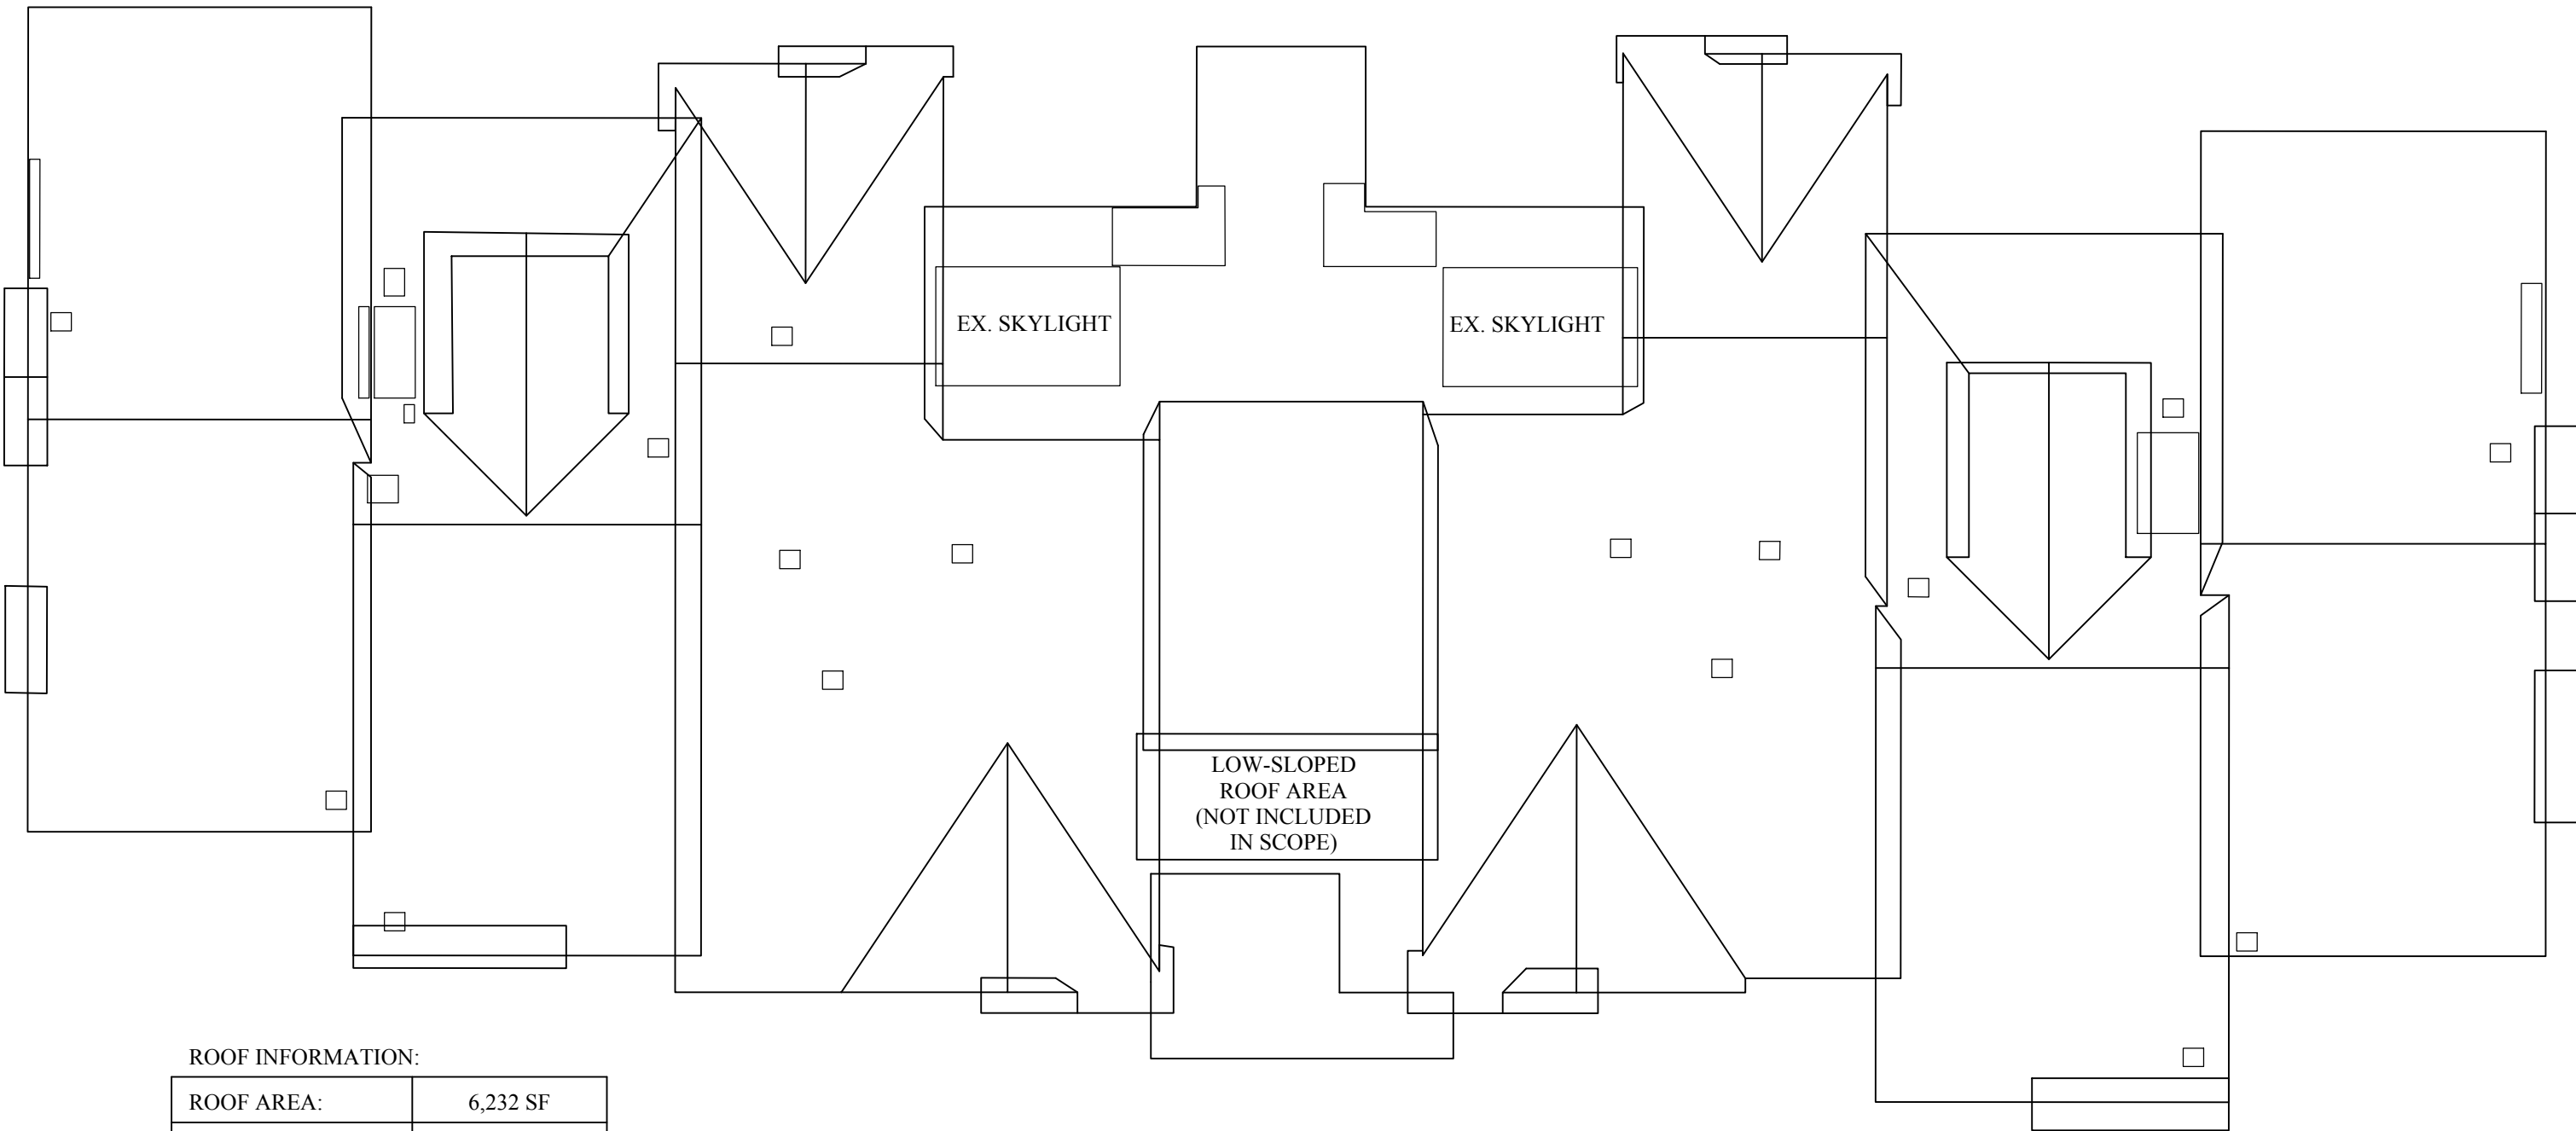 EX. SKYLIGHT
EX. SKYLIGHT
LOW-SLOPED
ROOF AREA
(NOT INCLUDED
IN SCOPE)
ROOF INFORMATION:
ROOF AREA: 6,232 SF